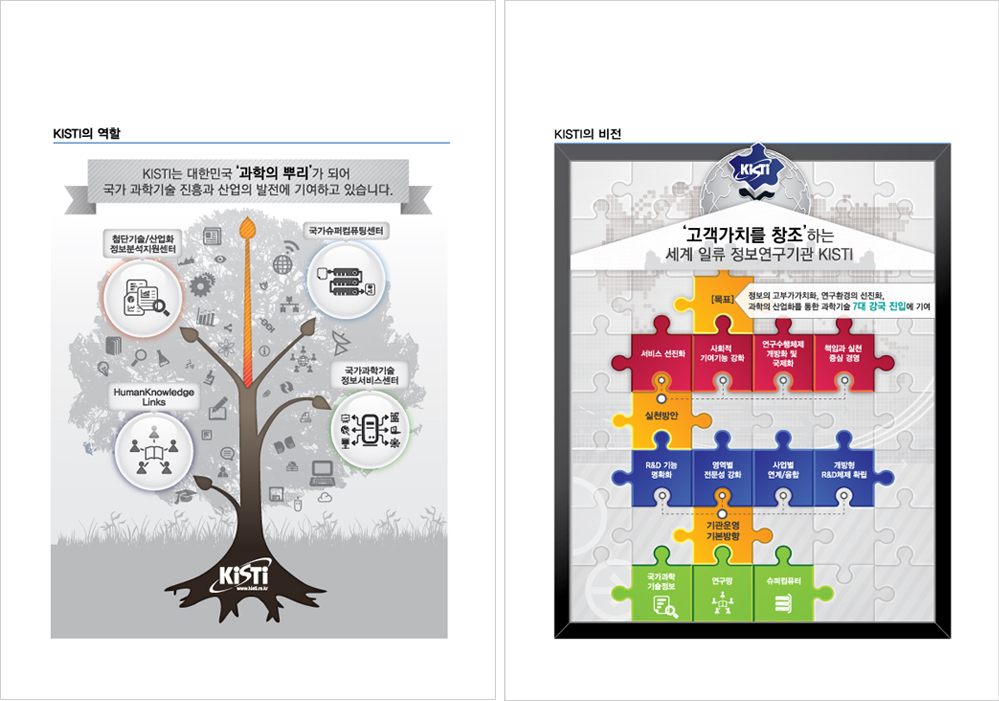 KISTI의 역할
KISTI는 대한민국 '과학의 뿌리'가 되어
국가 과학기술 진흥과 산업의 발전에 기여하고 있습니다.
첨단기술/산업화
정보분석지원센터
국가슈퍼컴퓨팅센터
HumanKnowledge
Links
국가과학기술
정보서비스센터
KiSTi
www.kisti.re.kr
KISTI의 비전
KiSTi
'고객가치를 창조'하는
세계 일류 정보연구기관 KISTI
[목표]
정보의 고부가가치화, 연구환경의 선진화,
과학의 산업화를 통한 과학기술 7대 강국 진입에 기여
서비스 선진화
사회적
기여기능 강화
연구수행체제
개방화 및
국제화
책임과 실천
중심 경영
실천방안
R&D 기능
명확화
영역별
전문성 강화
사업별
연계/융합
개방형
R&D체제 확립
기관운영
기본방향
국가과학
기술정보
연구망
슈퍼컴퓨터